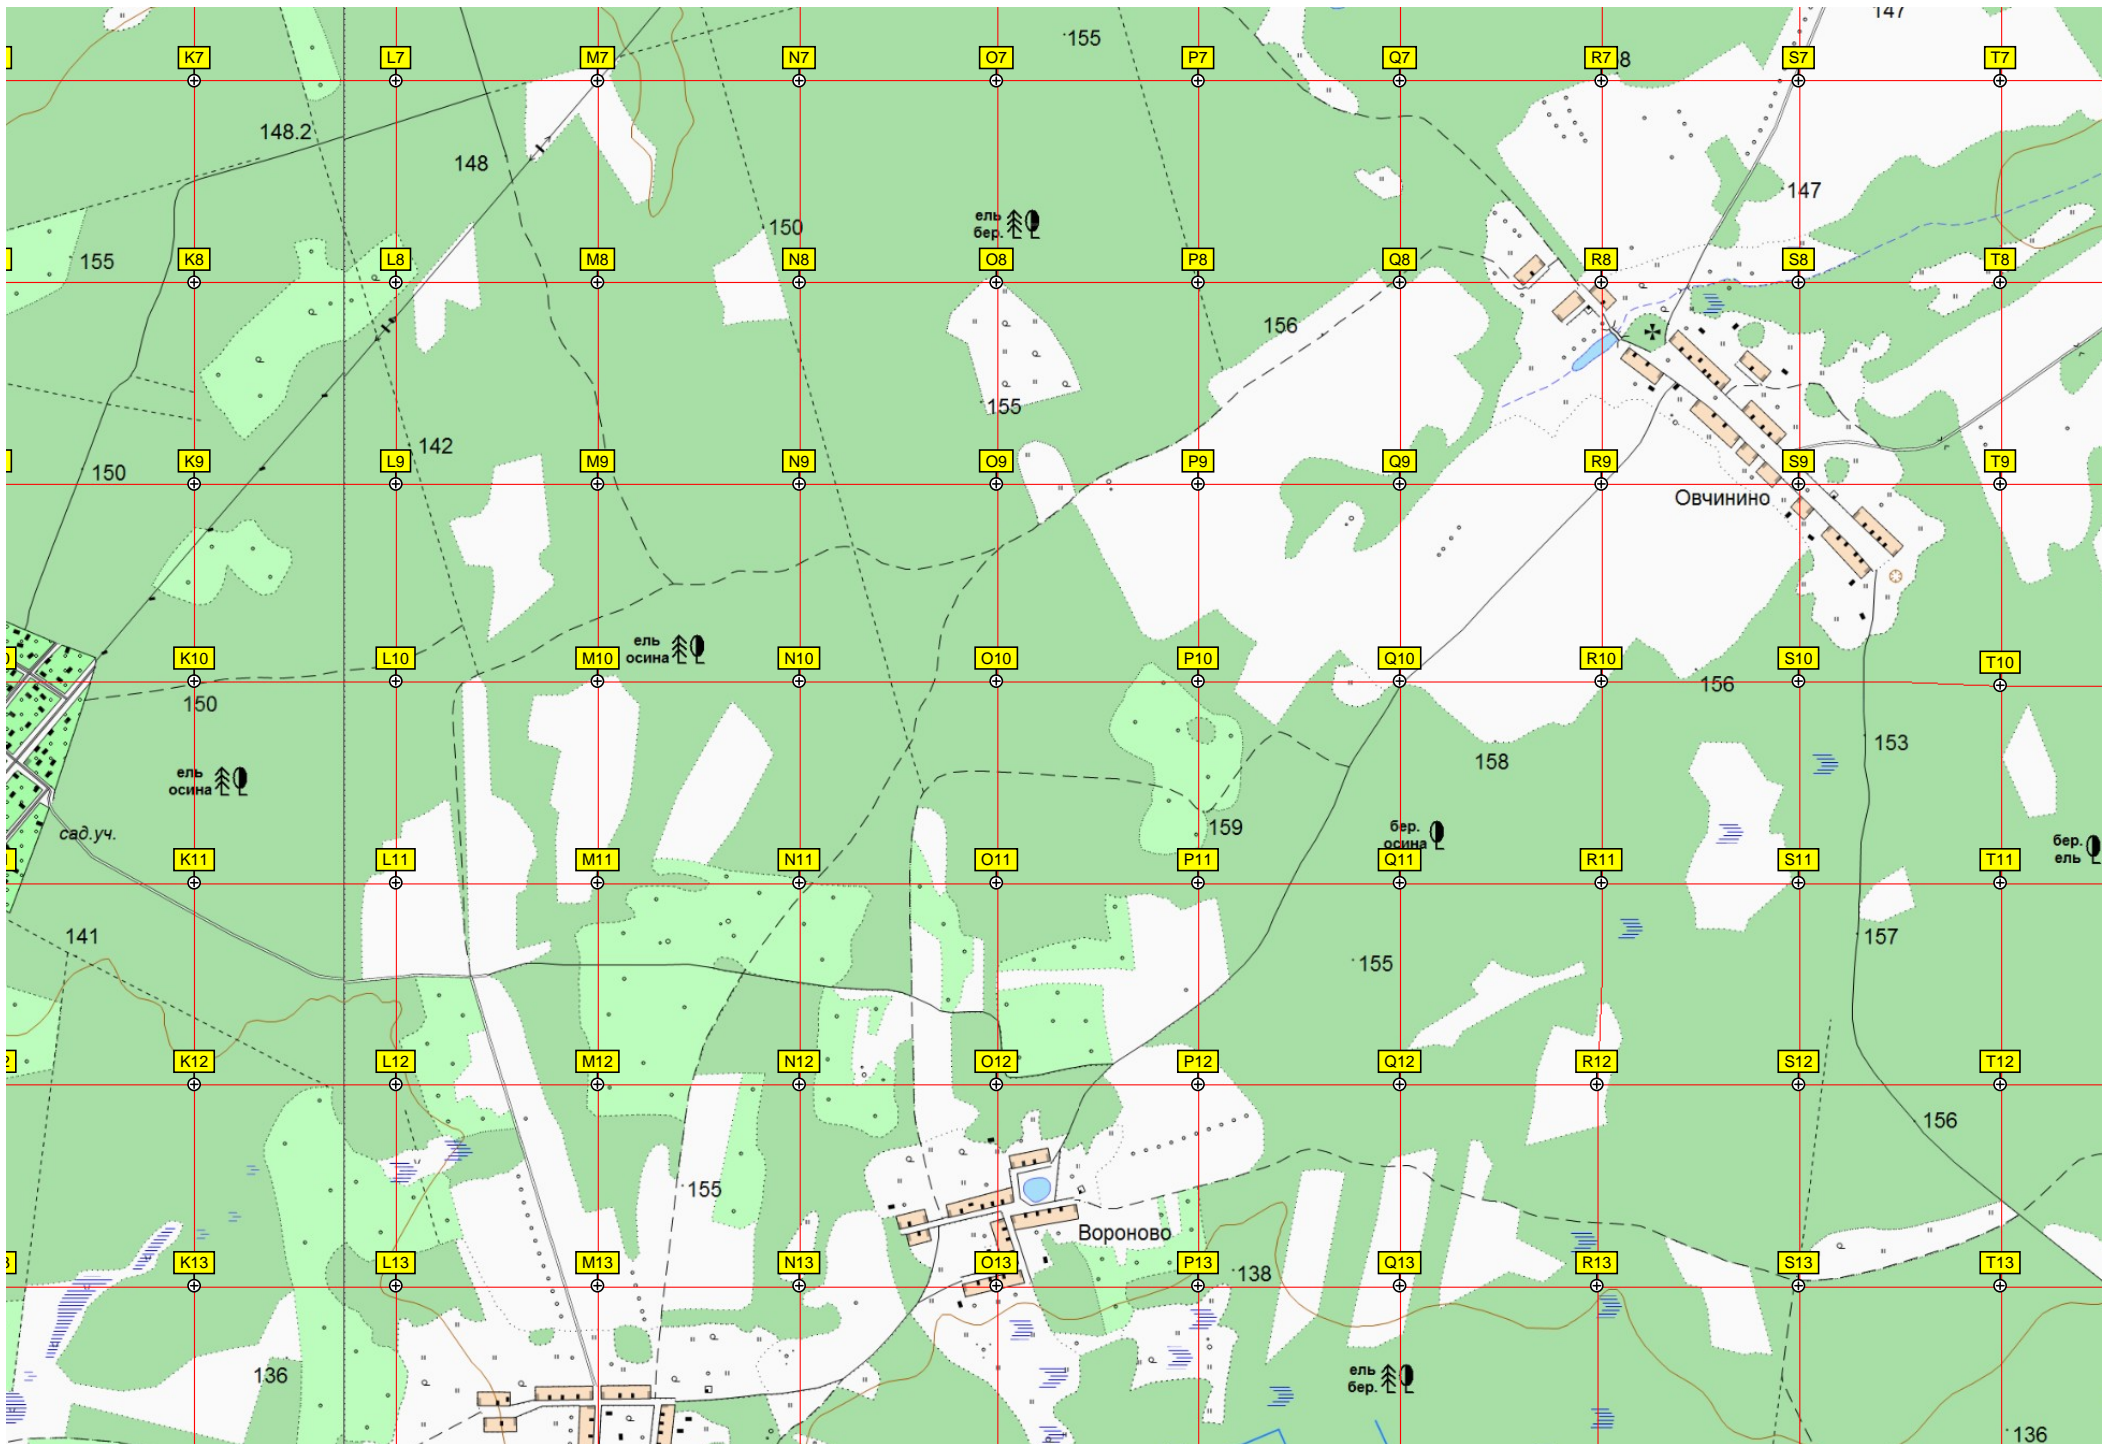 147
155
K7
L7
M7
N7
O7
P7
Q7
R7
8
S7
T7
148.2
148
147
ель
бер.
150
155
K8
L8
M8
N8
O8
P8
Q8
R8
S8
T8
156
155
142
150
K9
L9
M9
N9
O9
P9
Q9
R9
S9
T9
Овчинино
ель
осина
K10
L10
M10
N10
O10
P10
Q10
R10
S10
T10
150
156
153
158
ель
осина
сад.уч.
159
бер.
осина
бер.
ель
K11
L11
M11
N11
O11
P11
Q11
R11
S11
T11
141
157
155
K12
L12
M12
N12
O12
P12
Q12
R12
S12
T12
156
155
Вороново
K13
L13
M13
N13
O13
P13
138
Q13
R13
S13
T13
136
ель
бер.
136